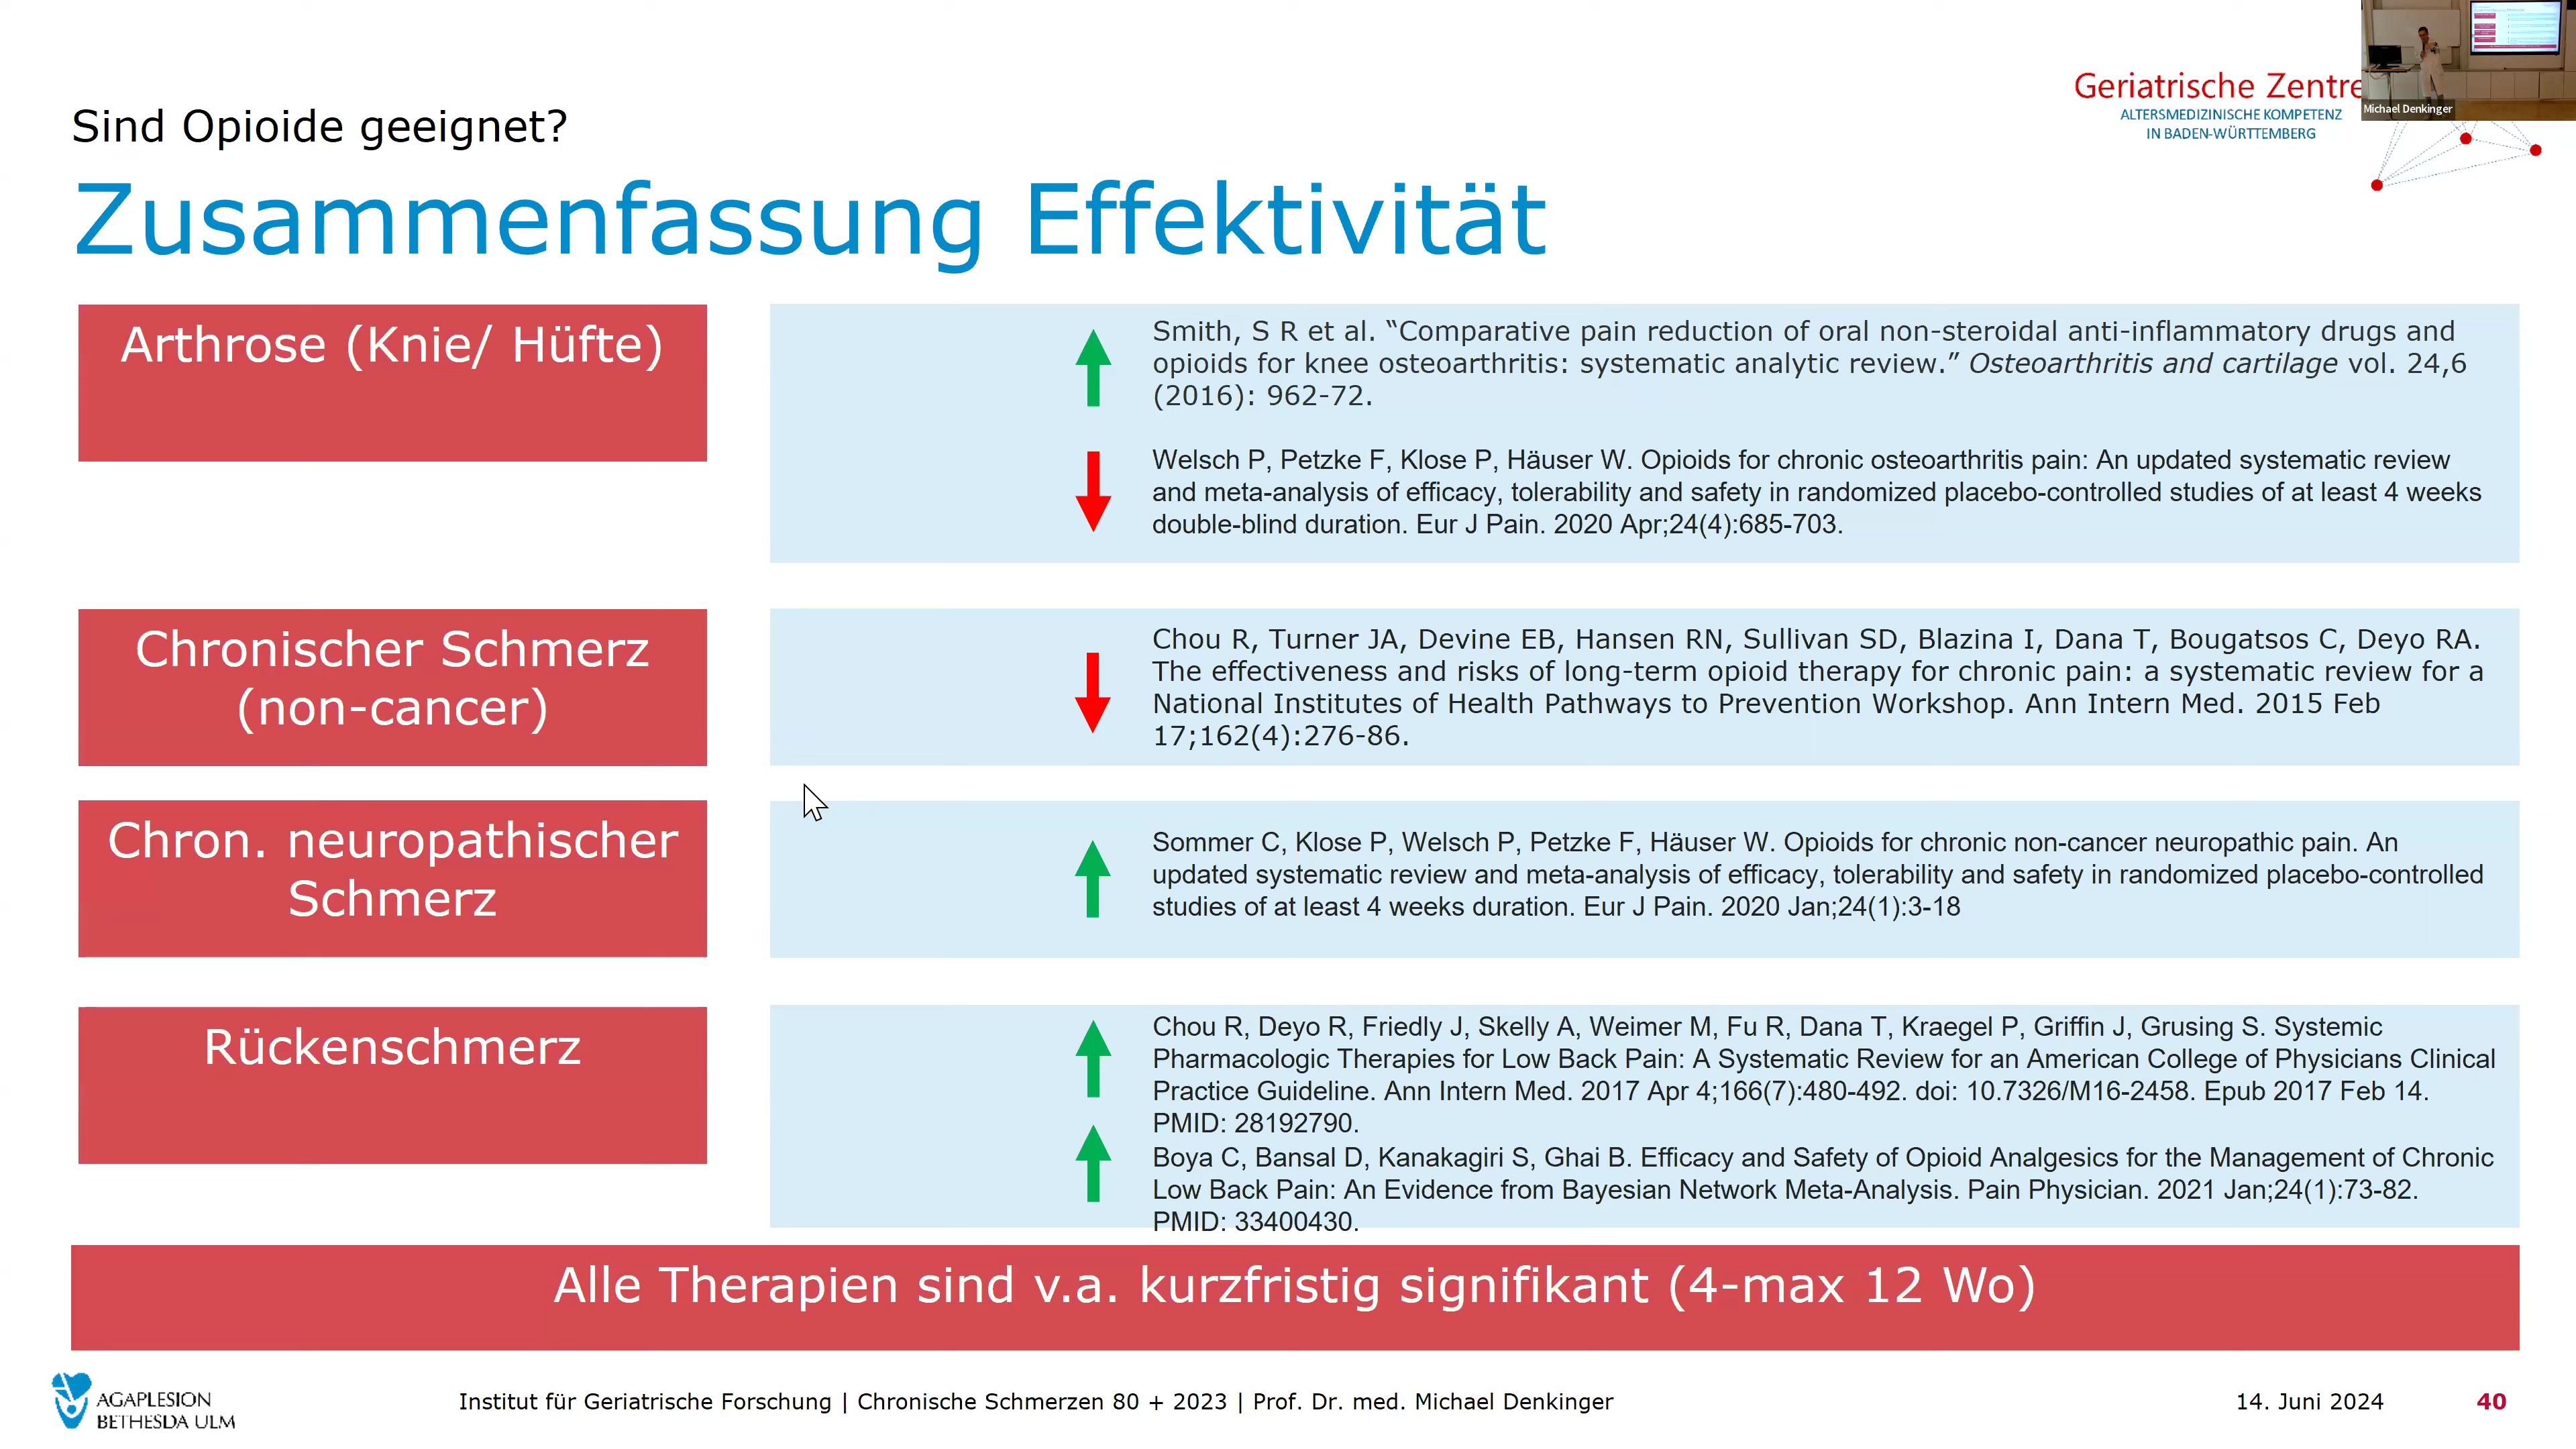 Sind Opioide geeignet?
Zusammenfassung Effektivität
Geriatrische Zentre
ALTERSMEDIZINISCHE KOMPETENZ
IN BADEN-WÜRTTEMBERG
Michael Denkinger
Arthrose (Knie/ Hüfte)
Smith, S R et al. “Comparative pain reduction of oral non-steroidal anti-inflammatory drugs and
opioids for knee osteoarthritis: systematic analytic review.” Osteoarthritis and cartilage vol. 24,6
(2016): 962-72.
Welsch P, Petzke F, Klose P, Häuser W. Opioids for chronic osteoarthritis pain: An updated systematic review
and meta-analysis of efficacy, tolerability and safety in randomized placebo-controlled studies of at least 4 weeks
double-blind duration. Eur J Pain. 2020 Apr;24(4):685-703.
Chronischer Schmerz
(non-cancer)
Chou R, Turner JA, Devine EB, Hansen RN, Sullivan SD, Blazina I, Dana T, Bougatsos C, Deyo RA.
The effectiveness and risks of long-term opioid therapy for chronic pain: a systematic review for a
National Institutes of Health Pathways to Prevention Workshop. Ann Intern Med. 2015 Feb
17;162(4):276-86.
Chron. neuropathischer
Schmerz
Sommer C, Klose P, Welsch P, Petzke F, Häuser W. Opioids for chronic non-cancer neuropathic pain. An
updated systematic review and meta-analysis of efficacy, tolerability and safety in randomized placebo-controlled
studies of at least 4 weeks duration. Eur J Pain. 2020 Jan;24(1):3-18
Rückenschmerz
Chou R, Deyo R, Friedly J, Skelly A, Weimer M, Fu R, Dana T, Kraegel P, Griffin J, Grusing S. Systemic
Pharmacologic Therapies for Low Back Pain: A Systematic Review for an American College of Physicians Clinical
Practice Guideline. Ann Intern Med. 2017 Apr 4;166(7):480-492. doi: 10.7326/M16-2458. Epub 2017 Feb 14.
PMID: 28192790.
Boya C, Bansal D, Kanakagiri S, Ghai B. Efficacy and Safety of Opioid Analgesics for the Management of Chronic
Low Back Pain: An Evidence from Bayesian Network Meta-Analysis. Pain Physician. 2021 Jan;24(1):73-82.
PMID: 33400430.
Alle Therapien sind v.a. kurzfristig signifikant (4-max 12 Wo)
AGAPLESION
BETHESDA ULM
Institut für Geriatrische Forschung | Chronische Schmerzen 80 + 2023 | Prof. Dr. med. Michael Denkinger
14. Juni 2024
40